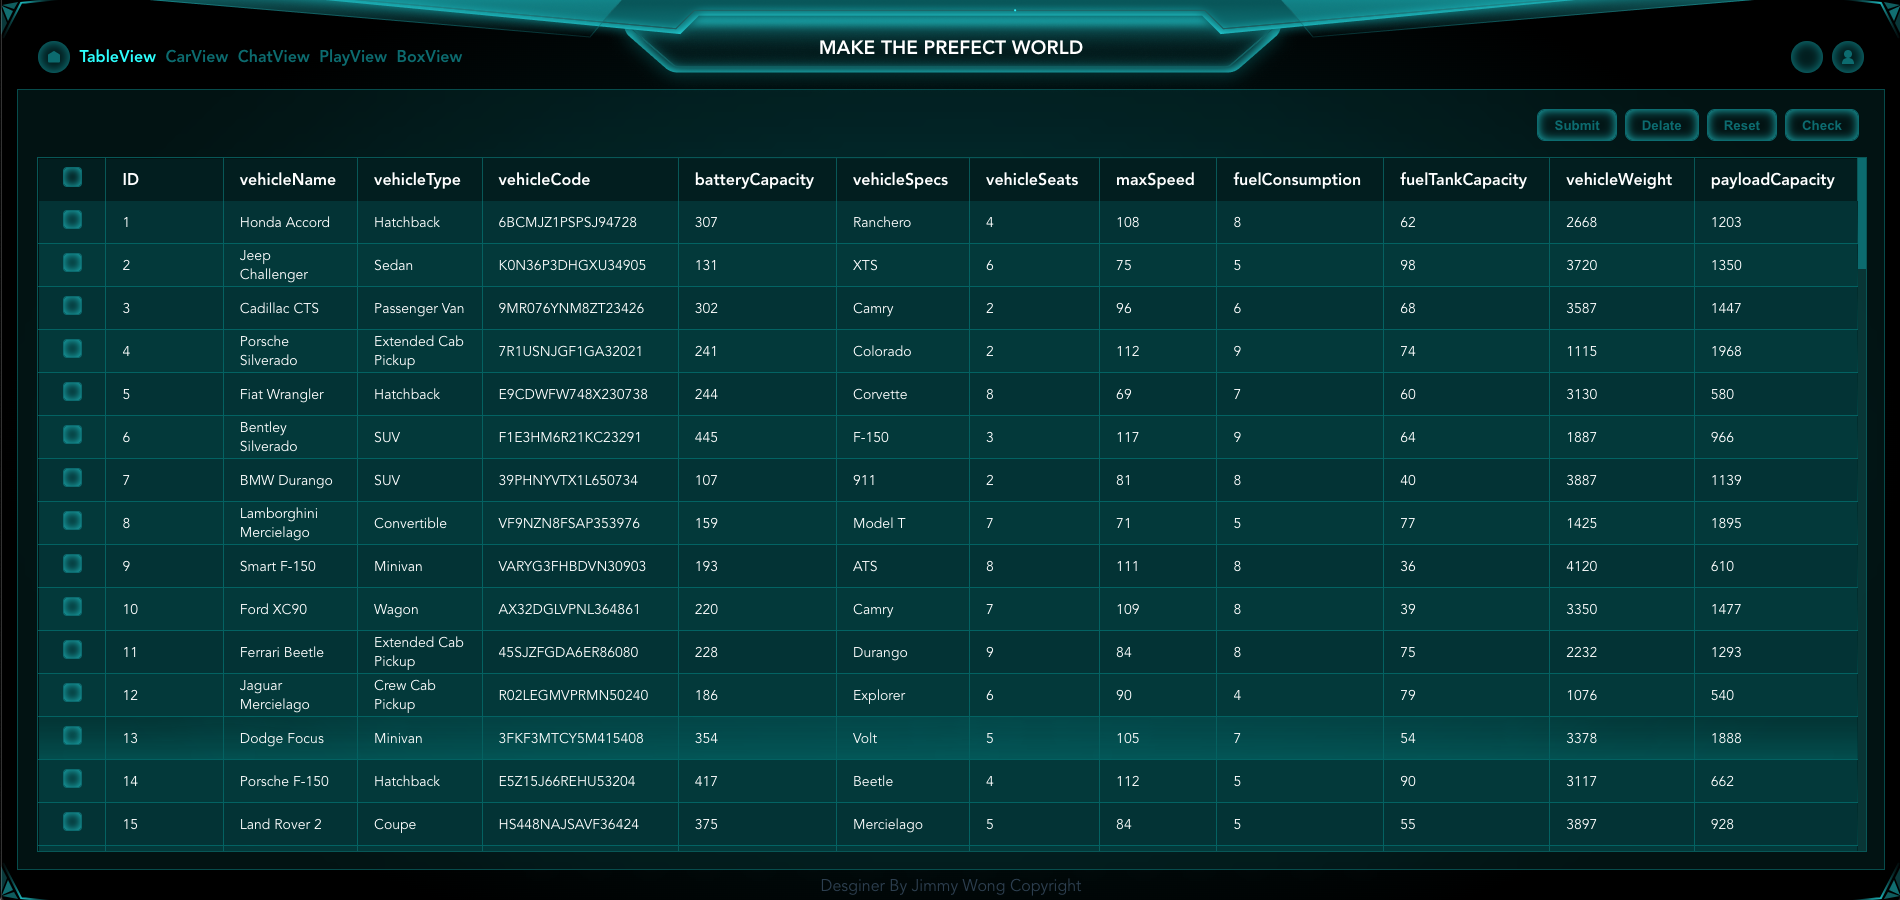 MAKE THE PREFECT WORLD
TableView CarView ChatView PlayView BoxView
Submit Delate Reset Check
ID vehicleName vehicleType vehicleCode batteryCapacity vehicleSpecs vehicleSeats maxSpeed fuelConsumption fuelTankCapacity vehicleWeight payloadCapacity
1 Honda Accord Hatchback 6BCMJZ1PSPSJ94728 307 Ranchero 4 108 8 62 2668 1203
2 Jeep Challenger Sedan K0N36P3DHGXU34905 131 XTS 6 75 5 98 3720 1350
3 Cadillac CTS Passenger Van 9MR076YNM8ZT23426 302 Camry 2 96 6 68 3587 1447
4 Porsche Silverado Extended Cab Pickup 7R1USNJGF1GA32021 241 Colorado 2 112 9 74 1115 1968
5 Fiat Wrangler Hatchback E9CDWFW748X230738 244 Corvette 8 69 7 60 3130 580
6 Bentley Silverado SUV F1E3HM6R21KC23291 445 F-150 3 117 9 64 1887 966
7 BMW Durango SUV 39PHNYVTX1L650734 107 911 2 81 8 40 3887 1139
8 Lamborghini Mercielago Convertible VF9NZN8FSAP353976 159 Model T 7 71 5 77 1425 1895
9 Smart F-150 Minivan VARYG3FHBDVN30903 193 ATS 8 111 8 36 4120 610
10 Ford XC90 Wagon AX32DGLVPNL364861 220 Camry 7 109 8 39 3350 1477
11 Ferrari Beetle Extended Cab Pickup 45SJZFGDA6ER86080 228 Durango 9 84 8 75 2232 1293
12 Jaguar Mercielago Crew Cab Pickup R02LEGMVPRMN50240 186 Explorer 6 90 4 79 1076 540
13 Dodge Focus Minivan 3FKF3MTCY5M415408 354 Volt 5 105 7 54 3378 1888
14 Porsche F-150 Hatchback E5Z15J66REHU53204 417 Beetle 4 112 5 90 3117 662
15 Land Rover 2 Coupe HS448NAJSAVF36424 375 Mercielago 5 84 5 55 3897 928
Desginer By Jimmy Wong Copyright